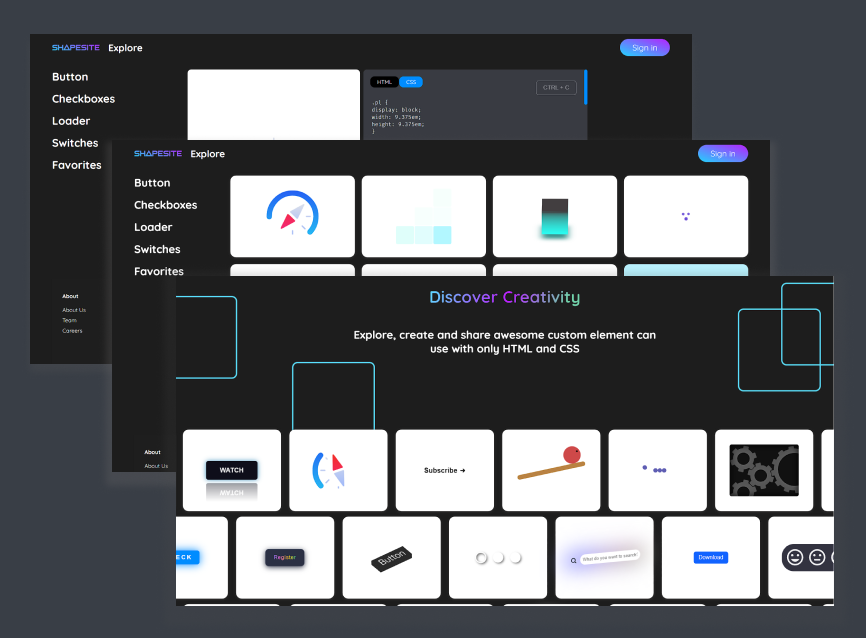 SHAPESITE Explore
Sign In
Button
Checkboxes
Loader
Switches
Favorites
HTML CSS
CTRL + C
.pl {
display: block;
width: 9.375em;
height: 9.375em;
}
About
About Us
Team
Careers
SHAPESITE Explore
Sign In
Button
Checkboxes
Loader
Switches
Favorites
About
About Us
Discover Creativity
Explore, create and share awesome custom element can
use with only HTML and CSS
WATCH
WATCH
Subscribe ➔
ECK
Register
Button
What do you want to search?
Download